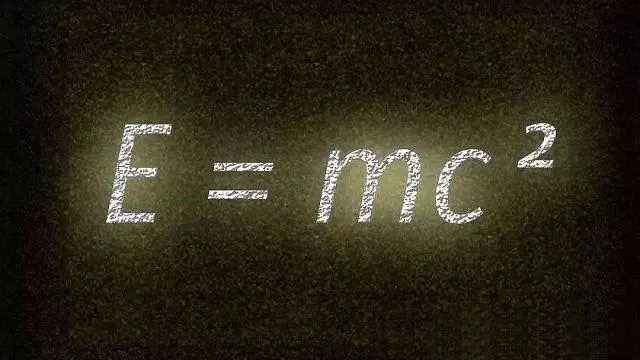 E = mc²